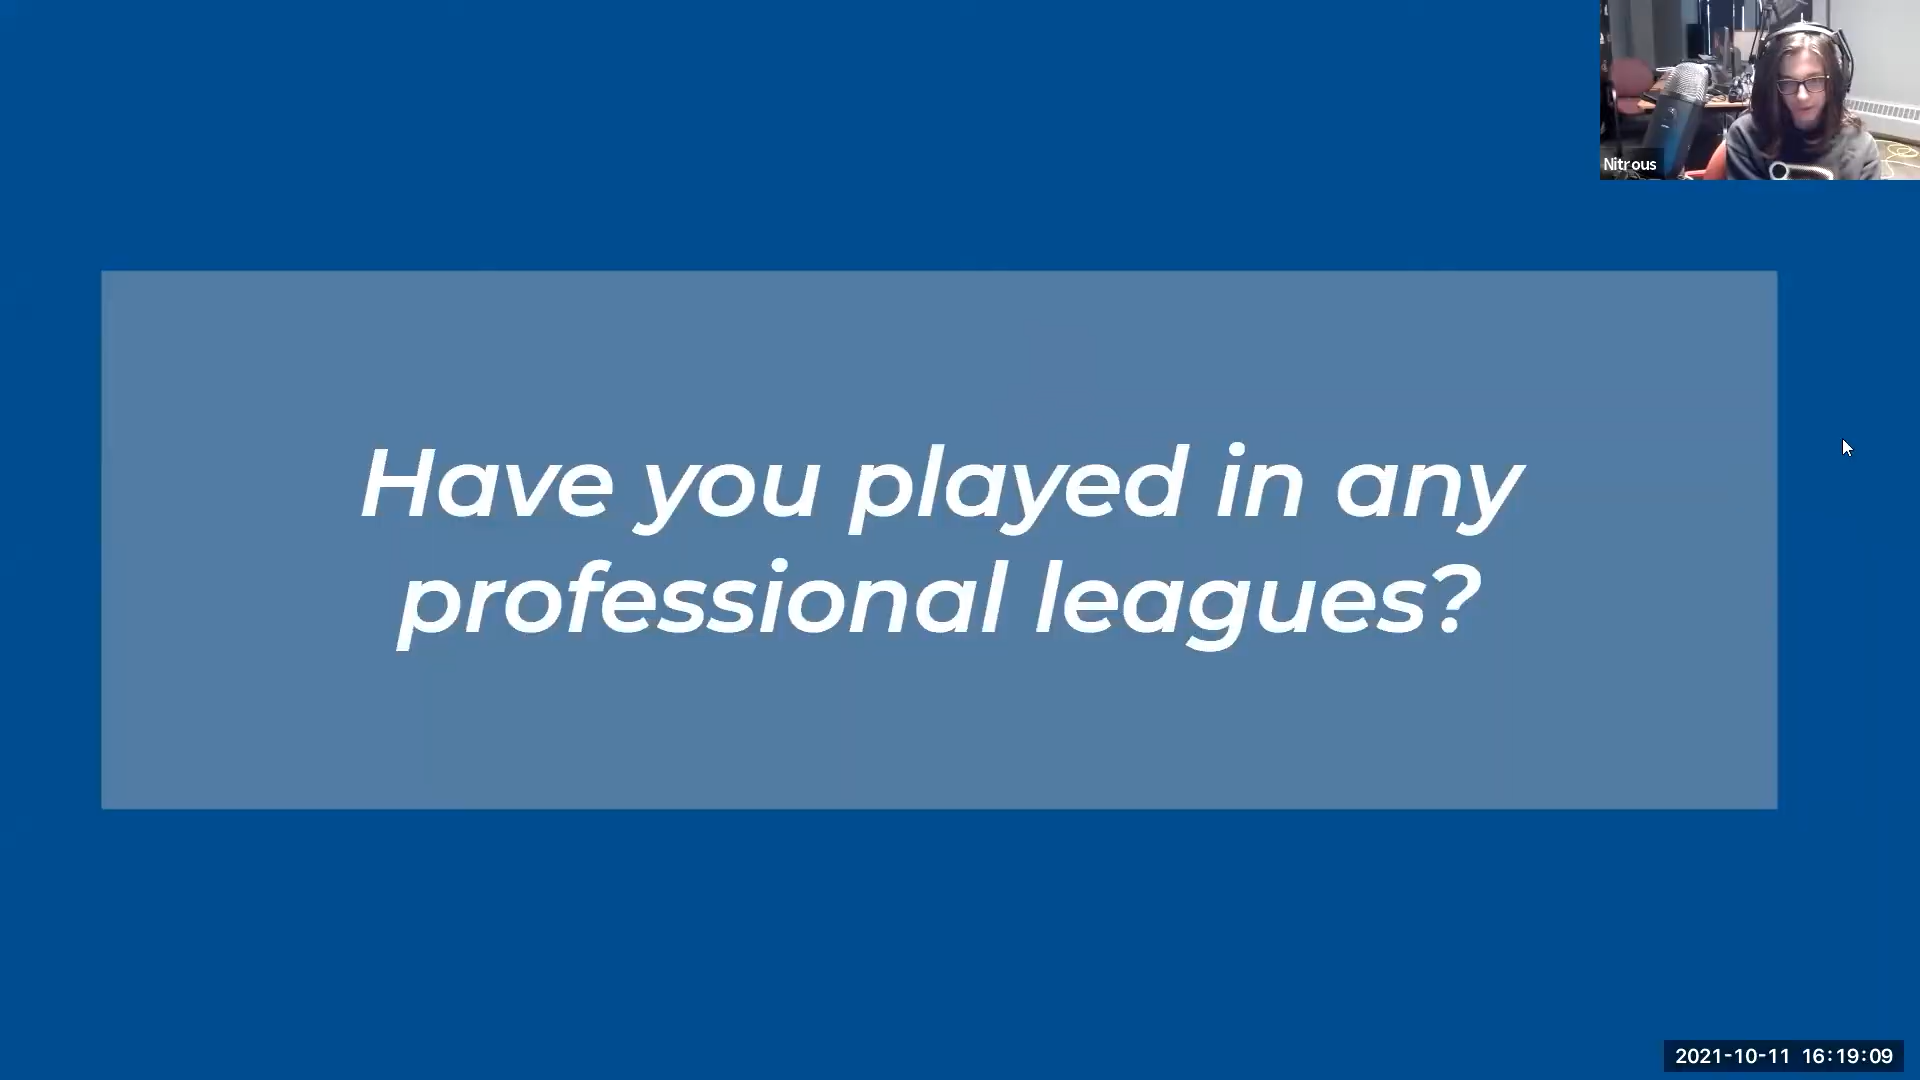 Nitrous
Have you played in any
professional leagues?
2021-10-11 16:19:09